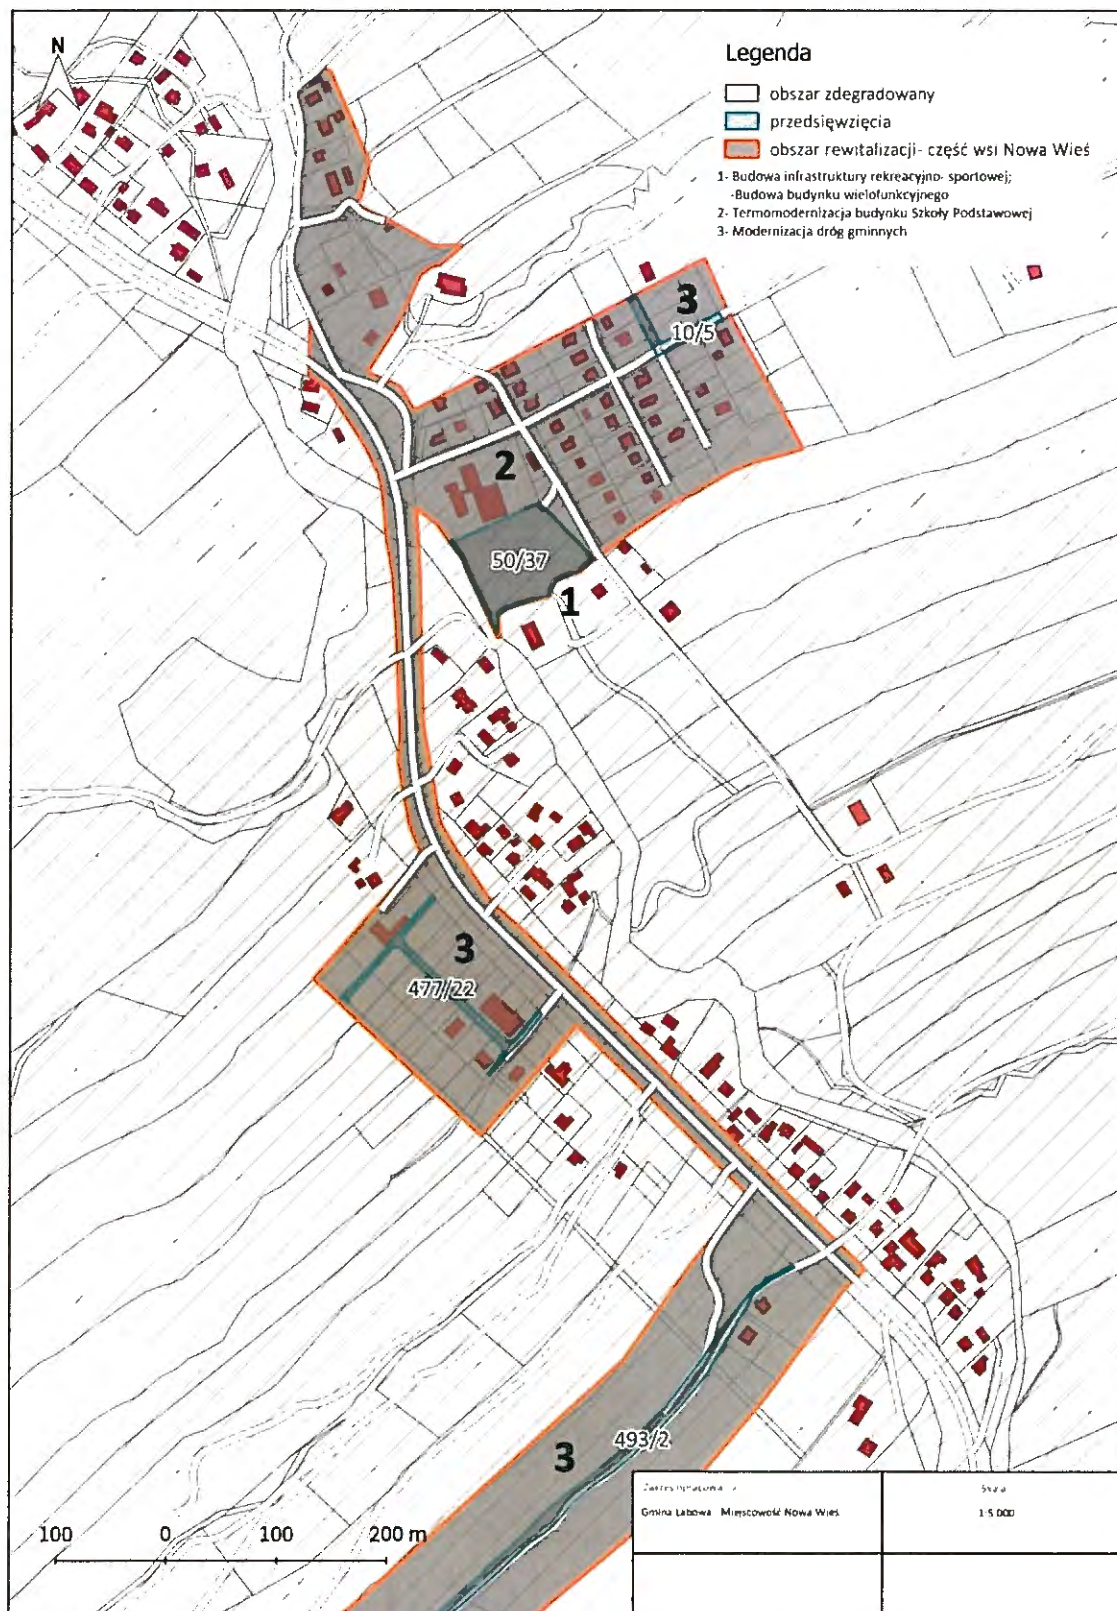 N
Legenda
obszar zdegradowany
przedsięwzięcia
obszar rewitalizacji- część wsi Nowa Wieś
1- Budowa infrastruktury rekreacyjno- sportowej;
-Budowa budynku wielofunkcyjnego
2- Termomodernizacja budynku Szkoły Podstawowej
3- Modernizacja dróg gminnych
3
10/5
2
50/37
1
3
477/22
493/2
3
Skala
Gmina Łabowa Miejscowość Nowa Wieś
1:5 000
100 0 100 200 m